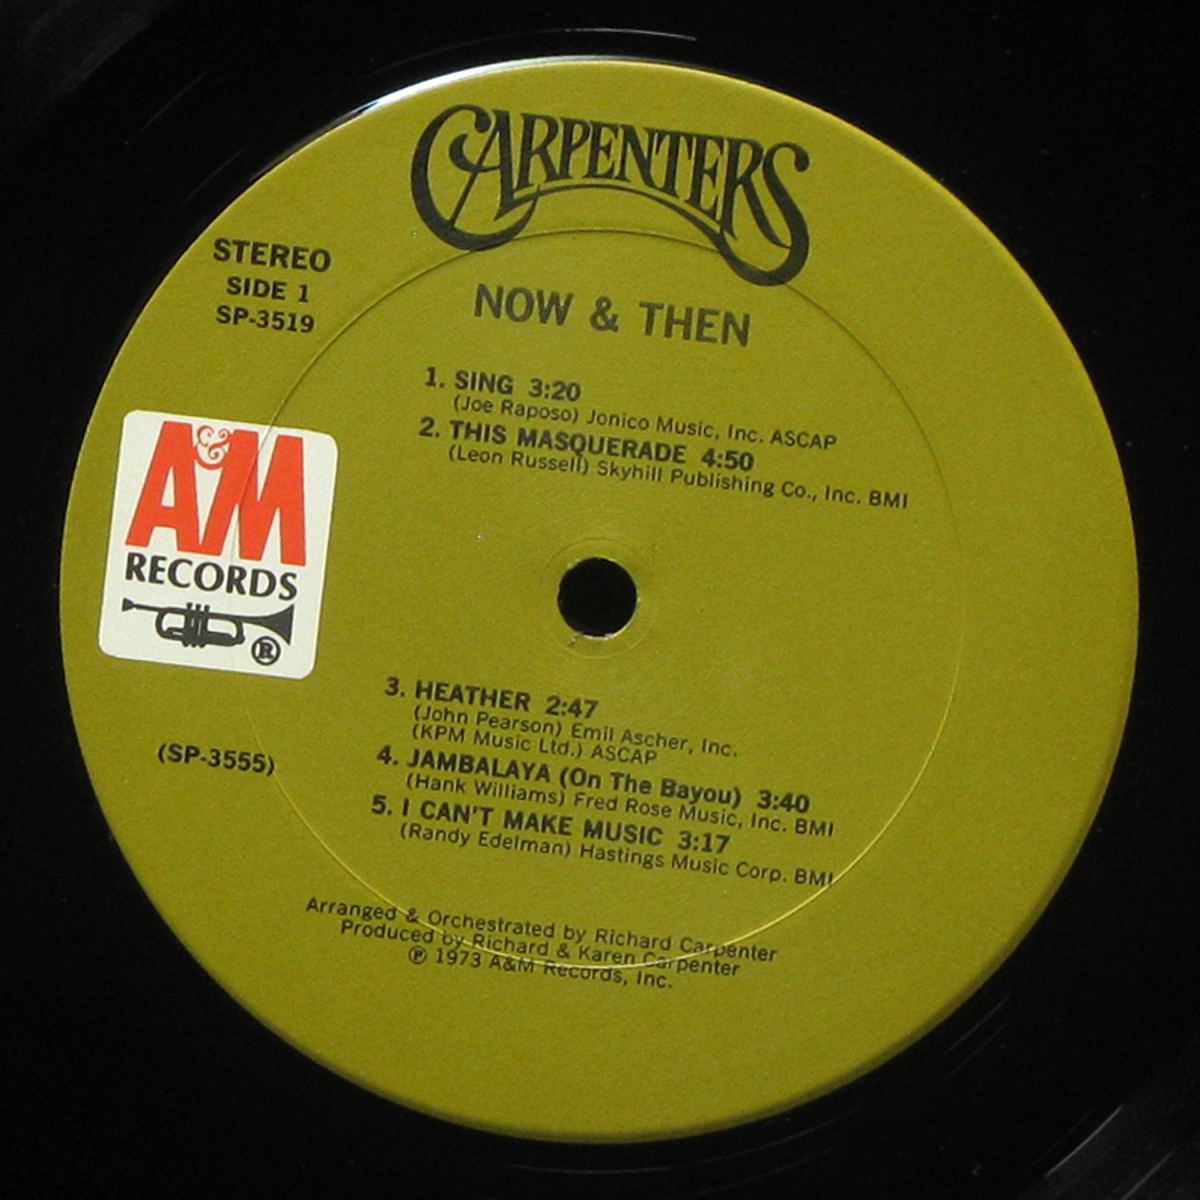 CARPENTERS
STEREO
SIDE 1
SP-3519
NOW & THEN
1. SING 3:20
(Joe Raposo) Jonico Music, Inc. ASCAP
2. THIS MASQUERADE 4:50
(Leon Russell) Skyhill Publishing Co., Inc. BMI
A&M
RECORDS
®
3. HEATHER 2:47
(John Pearson) Emil Ascher, Inc.
(KPM Music Ltd.) ASCAP
(SP-3555)
4. JAMBALAYA (On The Bayou) 3:40
(Hank Williams) Fred Rose Music, Inc. BMI
5. I CAN'T MAKE MUSIC 3:17
(Randy Edelman) Hastings Music Corp. BMI
Arranged & Orchestrated by Richard Carpenter
Produced by Richard & Karen Carpenter
℗ 1973 A&M Records, Inc.